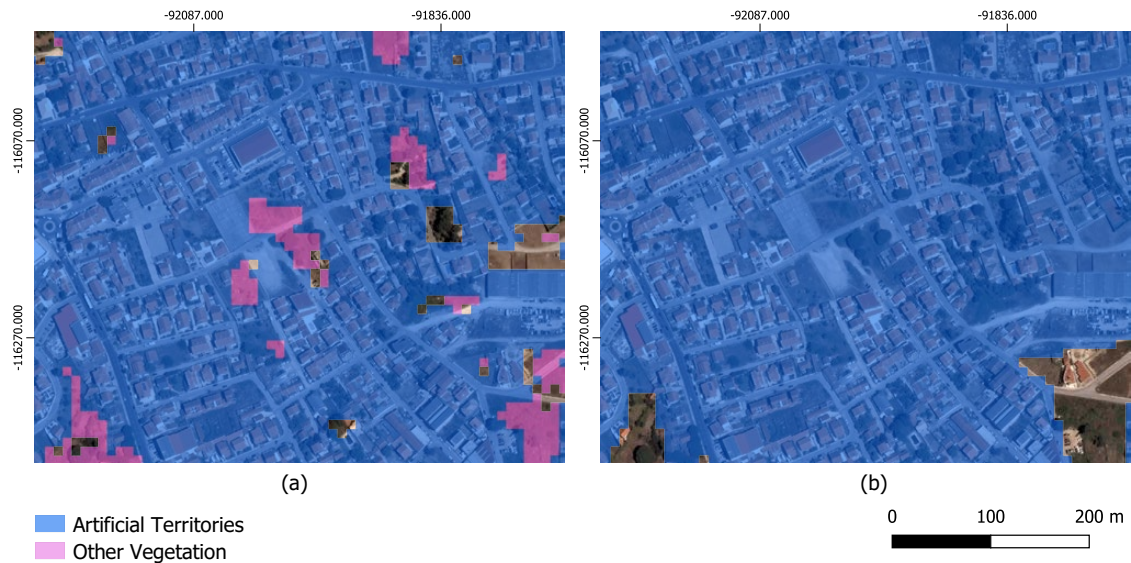 -92087.000 -91836.000 -92087.000 -91836.000
-116070.000 -116070.000
-116270.000 -116270.000
(a) (b)
Artificial Territories
Other Vegetation
0 100 200 m